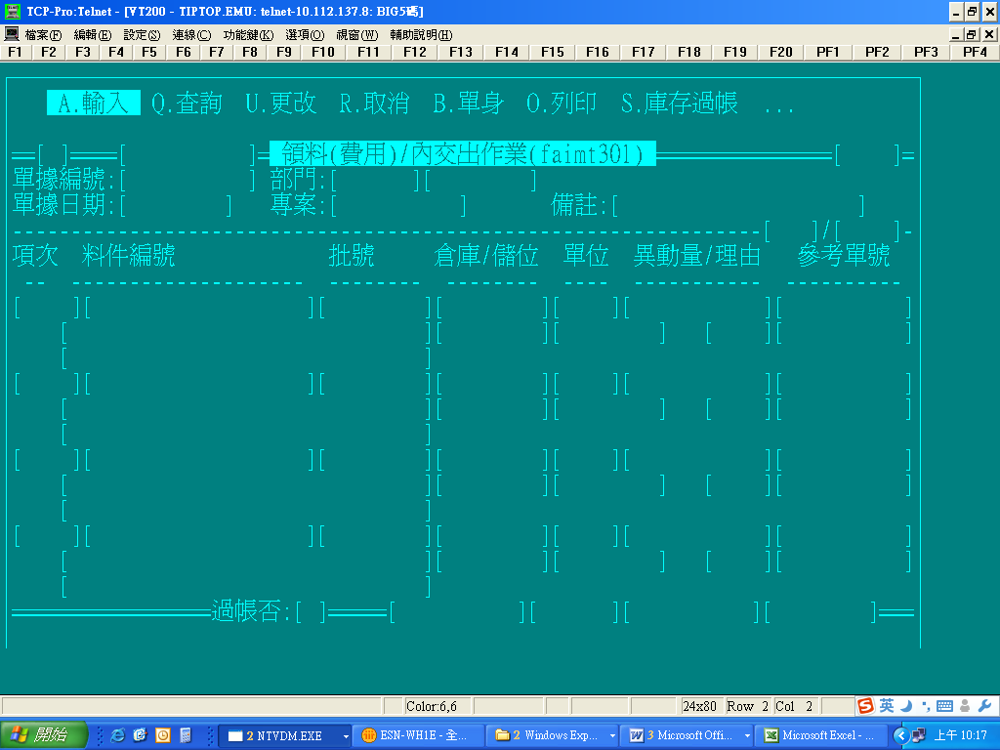 TCP-Pro:Telnet - [VT200 - TIPTOP.EMU: telnet-10.112.137.8: BIG5碼]
檔案(F) 編輯(E) 設定(S) 連線(C) 功能鍵(K) 選項(O) 視窗(W) 輔助說明(H)
F1 F2 F3 F4 F5 F6 F7 F8 F9 F10 F11 F12 F13 F14 F15 F16 F17 F18 F19 F20 PF1 PF2 PF3 PF4
A.輸入 Q.查詢 U.更改 R.取消 B.單身 O.列印 S.庫存過帳 ...
══[ ]════[ ]= 領料(費用)/內交出作業(faimt301) ═══════════════[ ]=
單據編號:[ ] 部門:[ ][ ]
單據日期:[ ] 專案:[ ] 備註:[ ]
----------------------------------------------------------------[ ]/[ ]-
項次 料件編號 批號 倉庫/儲位 單位 異動量/理由 參考單號
-- -------------------- -------- -------- ---- ----------- ----------
[ ][ ][ ][ ][ ][ ][ ]
[ ][ ][ ] [ ][ ]
[ ]
[ ][ ][ ][ ][ ][ ][ ]
[ ][ ][ ] [ ][ ]
[ ]
[ ][ ][ ][ ][ ][ ][ ]
[ ][ ][ ] [ ][ ]
[ ]
[ ][ ][ ][ ][ ][ ][ ]
[ ][ ][ ] [ ][ ]
[ ]
═════════════════過帳否:[ ]═════[ ][ ][ ][ ]═══
Color:6,6 24x80 Row 2 Col 2 S 英
開始 2 NTVDM.EXE ESN-WH1E - 全... 2 Windows Exp... 3 Microsoft Offi... Microsoft Excel - ... 上午 10:17